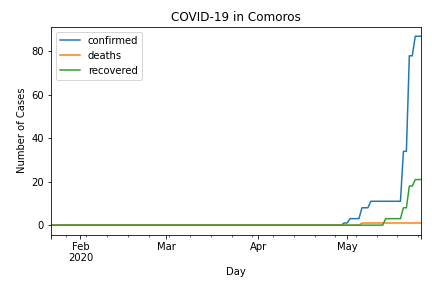 COVID-19 in Comoros
confirmed
deaths
recovered
Number of Cases
80
60
40
20
0
Feb
2020
Mar
Apr
May
Day